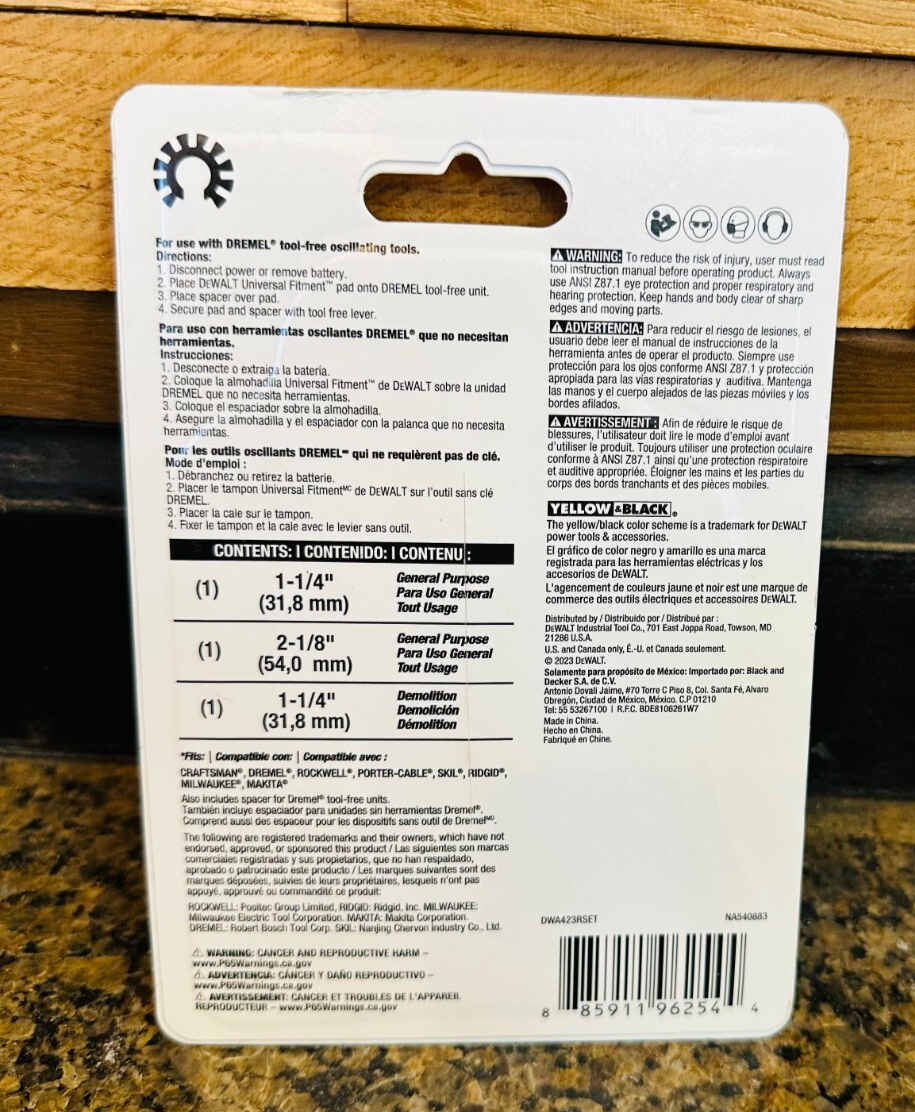 For use with DREMEL® tool-free oscillating tools.
Directions:
1. Disconnect power or remove battery.
2. Place DEWALT Universal Fitment™ pad onto DREMEL tool-free unit.
3. Place spacer over pad.
4. Secure pad and spacer with tool free lever.
Para uso con herramientas oscilantes DREMEL® que no necesitan
herramientas.
Instrucciones:
1. Desconecte o extraiga la batería.
2. Coloque la almohadilla Universal Fitment™ de DEWALT sobre la unidad
DREMEL que no necesita herramientas.
3. Coloque el espaciador sobre la almohadilla.
4. Asegure la almohadilla y el espaciador con la palanca que no necesita
herramientas.
Pour les outils oscillants DREMEL᠎ᴹᴰ qui ne requièrent pas de clé.
Mode d'emploi :
1. Débranchez ou retirez la batterie.
2. Placer le tampon Universal Fitmentᴹᶜ de DEWALT sur l'outil sans clé
DREMEL.
3. Placer la cale sur le tampon.
4. Fixer le tampon et la cale avec le levier sans outil.
CONTENTS: | CONTENIDO: | CONTENU :
(1) 1-1/4" (31,8 mm) General Purpose
Para Uso General
Tout Usage
(1) 2-1/8" (54,0 mm) General Purpose
Para Uso General
Tout Usage
(1) 1-1/4" (31,8 mm) Demolition
Demolición
Démolition
*Fits: | Compatible con: | Compatible avec :
CRAFTSMAN®, DREMEL®, ROCKWELL®, PORTER-CABLE®, SKIL®, RIDGID®,
MILWAUKEE®, MAKITA®
Also includes spacer for Dremel® tool-free units.
También incluye espaciador para unidades sin herramientas Dremel®.
Comprend aussi des espaceur pour les dispositifs sans outil de Dremelᴹᴰ.
The following are registered trademarks and their owners, which have not
endorsed, approved, or sponsored this product / Las siguientes son marcas
comerciales registradas y sus propietarios, que no han respaldado,
aprobado o patrocinado este producto / Les marques suivantes sont des
marques déposées, suivies de leurs propriétaires, lesquels n'ont pas
appuyé, approuvé ou commandité ce produit:
ROCKWELL: Positec Group Limited, RIDGID: Ridgid, Inc. MILWAUKEE:
Milwaukee Electric Tool Corporation. MAKITA: Makita Corporation.
DREMEL: Robert Bosch Tool Corp. SKIL: Nanjing Chervon Industry Co., Ltd.
⚠ WARNING: CANCER AND REPRODUCTIVE HARM –
www.P65Warnings.ca.gov
⚠ ADVERTENCIA: CÁNCER Y DAÑO REPRODUCTIVO –
www.P65Warnings.ca.gov
⚠ AVERTISSEMENT: CANCER ET TROUBLES DE L'APPAREIL
REPRODUCTEUR – www.P65Warnings.ca.gov
⚠ WARNING: To reduce the risk of injury, user must read
tool instruction manual before operating product. Always
use ANSI Z87.1 eye protection and proper respiratory and
hearing protection. Keep hands and body clear of sharp
edges and moving parts.
⚠ ADVERTENCIA: Para reducir el riesgo de lesiones, el
usuario debe leer el manual de instrucciones de la
herramienta antes de operar el producto. Siempre use
protección para los ojos conforme ANSI Z87.1 y protección
apropiada para las vías respiratorias y auditiva. Mantenga
las manos y el cuerpo alejados de las piezas móviles y los
bordes afilados.
⚠ AVERTISSEMENT : Afin de réduire le risque de
blessures, l'utilisateur doit lire le mode d'emploi avant
d'utiliser le produit. Toujours utiliser une protection oculaire
conforme à ANSI Z87.1 ainsi qu'une protection respiratoire
et auditive appropriée. Éloigner les mains et les parties du
corps des bords tranchants et des pièces mobiles.
YELLOW & BLACK®
The yellow/black color scheme is a trademark for DEWALT
power tools & accessories.
El gráfico de color negro y amarillo es una marca
registrada para las herramientas eléctricas y los
accesorios de DEWALT.
L'agencement de couleurs jaune et noir est une marque de
commerce des outils électriques et accessoires DEWALT.
Distributed by / Distribuido por / Distribué par :
DEWALT Industrial Tool Co., 701 East Joppa Road, Towson, MD
21286 U.S.A.
U.S. and Canada only, É.-U. et Canada seulement.
© 2023 DEWALT.
Solamente para propósito de México: Importado por: Black and
Decker S.A. de C.V.
Antonio Dovali Jaime, #70 Torre C Piso 8, Col. Santa Fé, Alvaro
Obregón, Ciudad de México, México. C.P 01210
Tel: 55 53267100 | R.F.C. BDE8106261W7
Made in China.
Hecho en China.
Fabriqué en Chine.
DWA423RSET NA540883
8 85911 96254 4